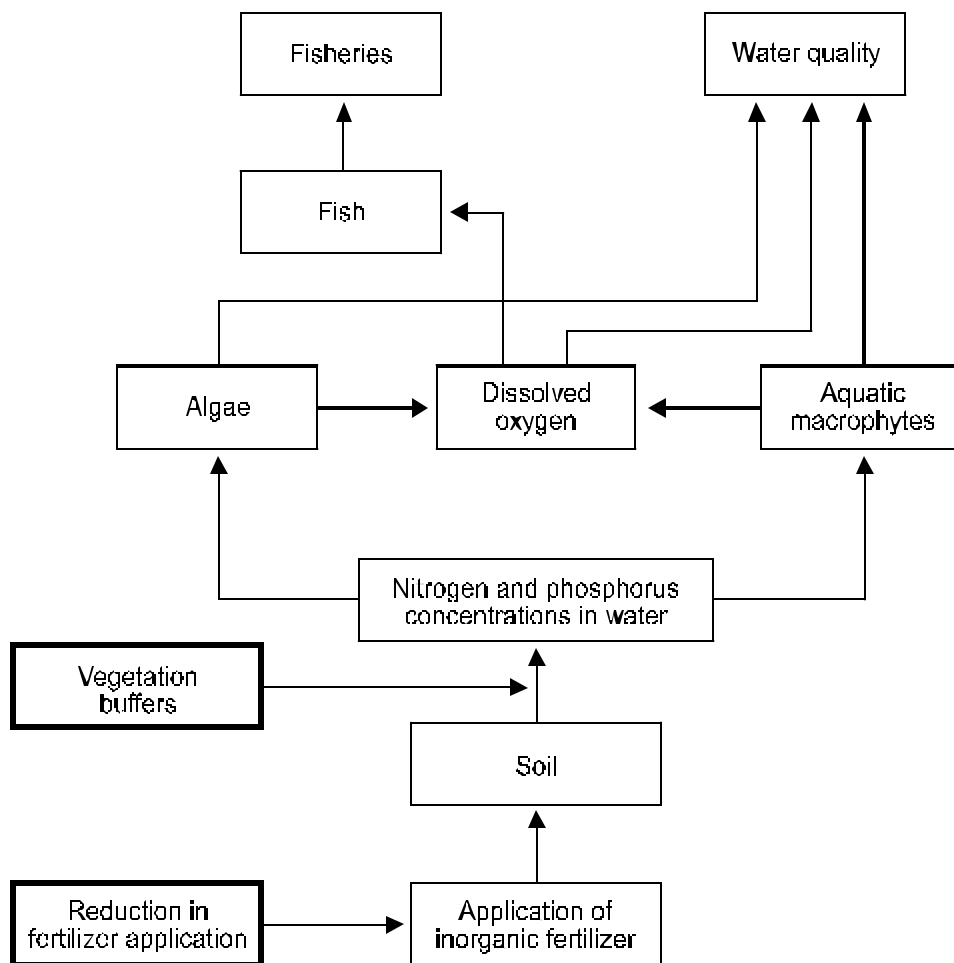 Fisheries
Water quality
Fish
Algae
Dissolved
oxygen
Aquatic
macrophytes
Nitrogen and phosphorus
concentrations in water
Vegetation
buffers
Soil
Reduction in
fertilizer application
Application of
inorganic fertilizer